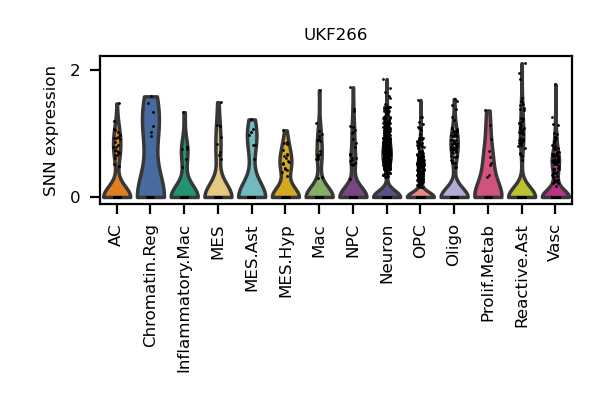 UKF266
SNN expression
2
0
AC
Chromatin.Reg
Inflammatory.Mac
MES
MES.Ast
MES.Hyp
Mac
NPC
Neuron
OPC
Oligo
Prolif.Metab
Reactive.Ast
Vasc